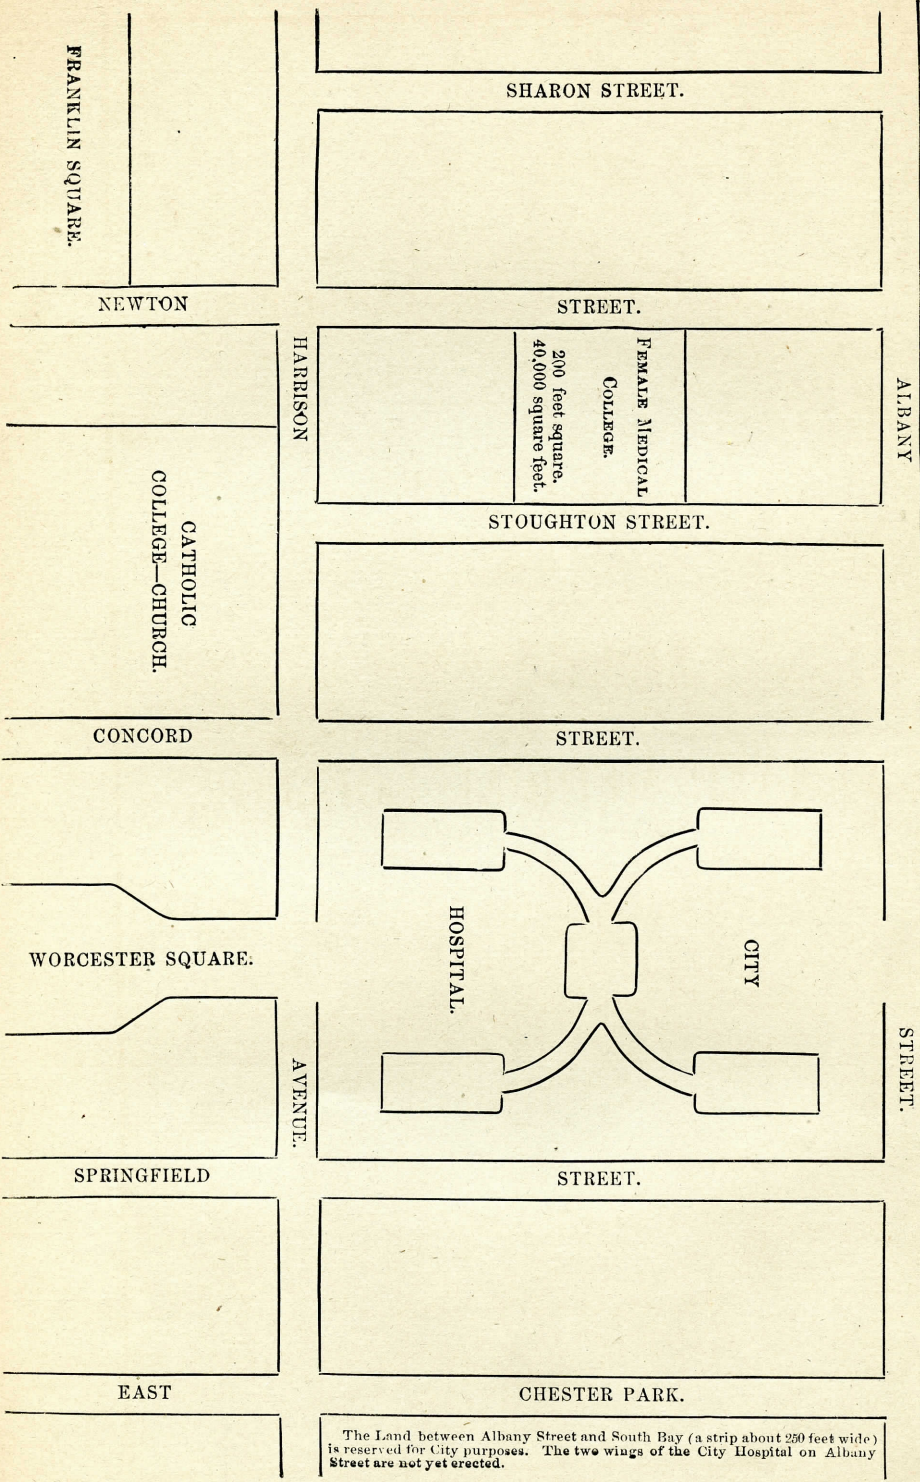 FRANKLIN SQUARE.
SHARON STREET.
NEWTON STREET.
HARRISON
FEMALE MEDICAL
COLLEGE.
200 feet square.
40,000 square feet.
ALBANY
STOUGHTON STREET.
CATHOLIC
COLLEGE—CHURCH.
CONCORD STREET.
CITY
HOSPITAL.
WORCESTER SQUARE.
AVENUE.
STREET.
SPRINGFIELD STREET.
EAST CHESTER PARK.
The Land between Albany Street and South Bay (a strip about 250 feet wide)
is reserved for City purposes. The two wings of the City Hospital on Albany
Street are not yet erected.